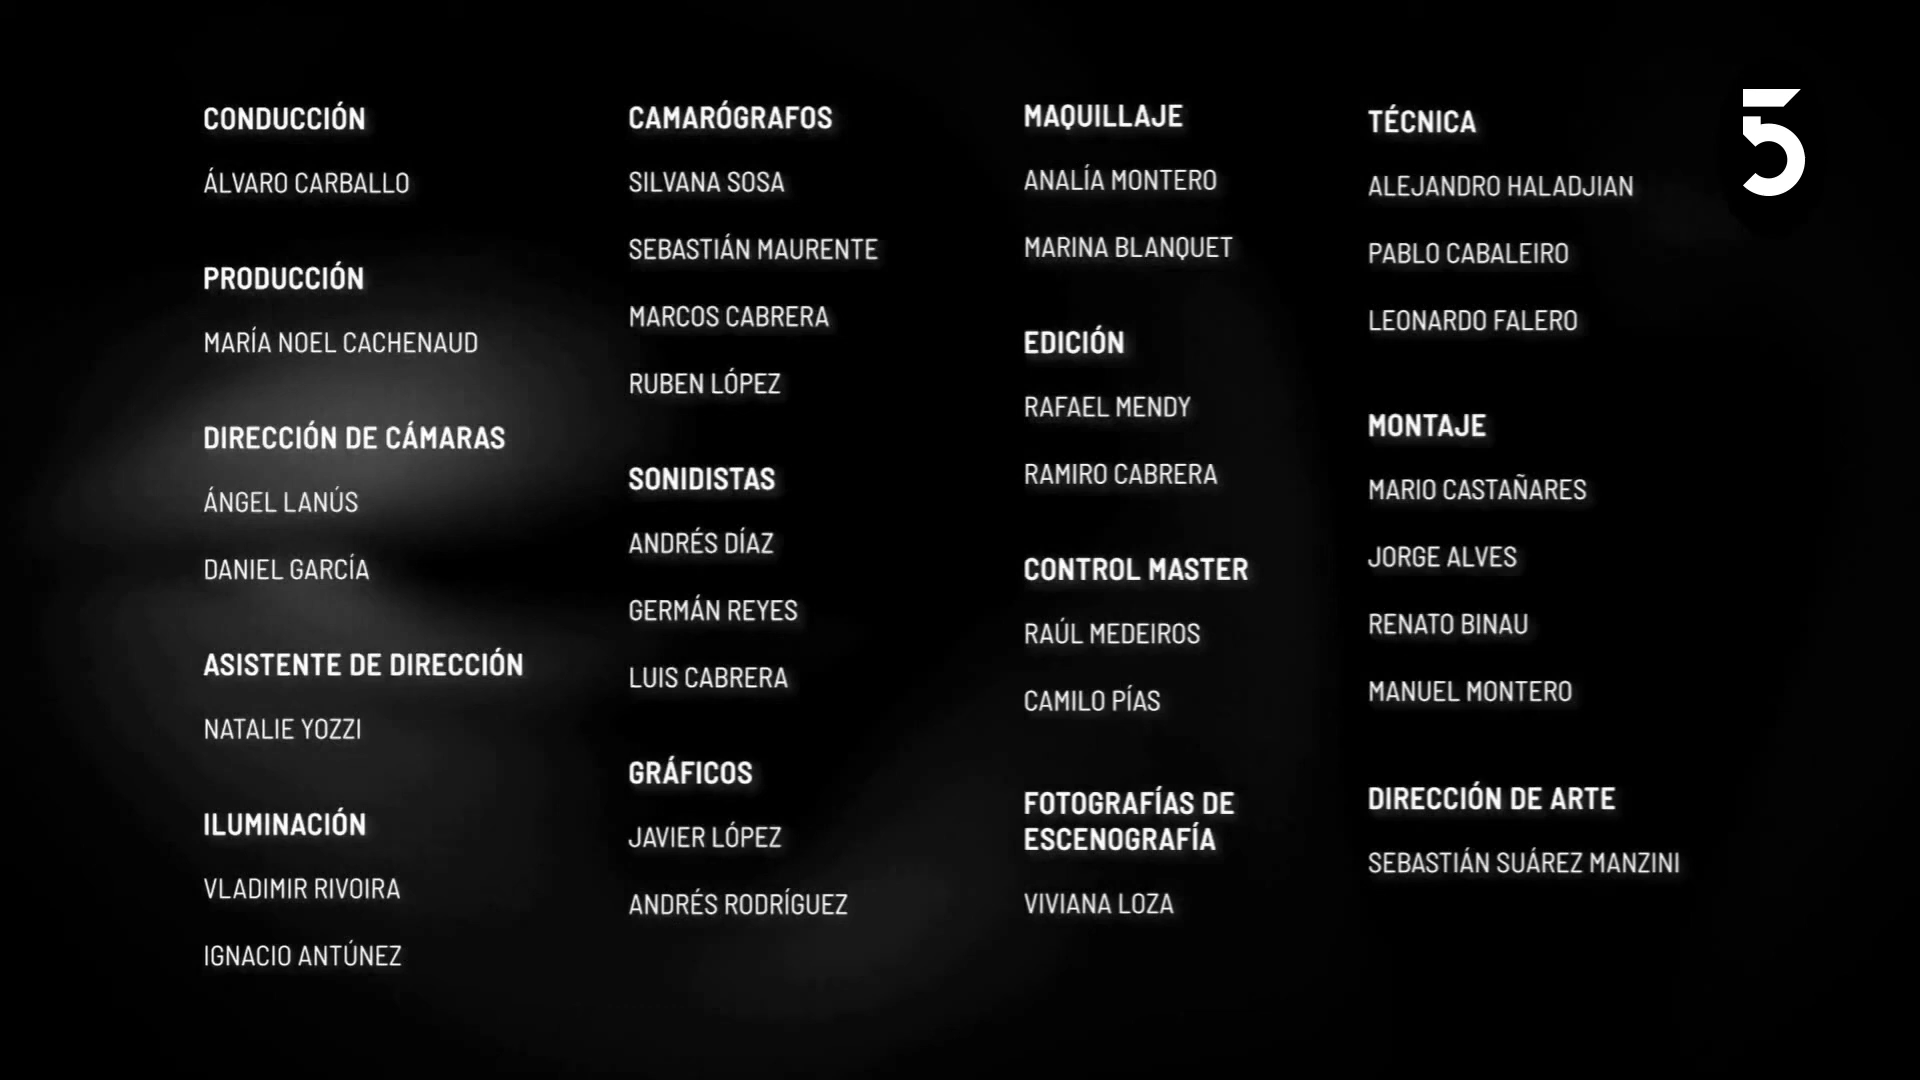 CONDUCCIÓN
ÁLVARO CARBALLO
PRODUCCIÓN
MARÍA NOEL CACHENAUD
DIRECCIÓN DE CÁMARAS
ÁNGEL LANÚS
DANIEL GARCÍA
ASISTENTE DE DIRECCIÓN
NATALIE YOZZI
ILUMINACIÓN
VLADIMIR RIVOIRA
IGNACIO ANTÚNEZ
CAMARÓGRAFOS
SILVANA SOSA
SEBASTIÁN MAURENTE
MARCOS CABRERA
RUBEN LÓPEZ
SONIDISTAS
ANDRÉS DÍAZ
GERMÁN REYES
LUIS CABRERA
GRÁFICOS
JAVIER LÓPEZ
ANDRÉS RODRÍGUEZ
MAQUILLAJE
ANALÍA MONTERO
MARINA BLANQUET
EDICIÓN
RAFAEL MENDY
RAMIRO CABRERA
CONTROL MASTER
RAÚL MEDEIROS
CAMILO PÍAS
FOTOGRAFÍAS DE
ESCENOGRAFÍA
VIVIANA LOZA
TÉCNICA
ALEJANDRO HALADJIAN
PABLO CABALEIRO
LEONARDO FALERO
MONTAJE
MARIO CASTAÑARES
JORGE ALVES
RENATO BINAU
MANUEL MONTERO
DIRECCIÓN DE ARTE
SEBASTIÁN SUÁREZ MANZINI
5